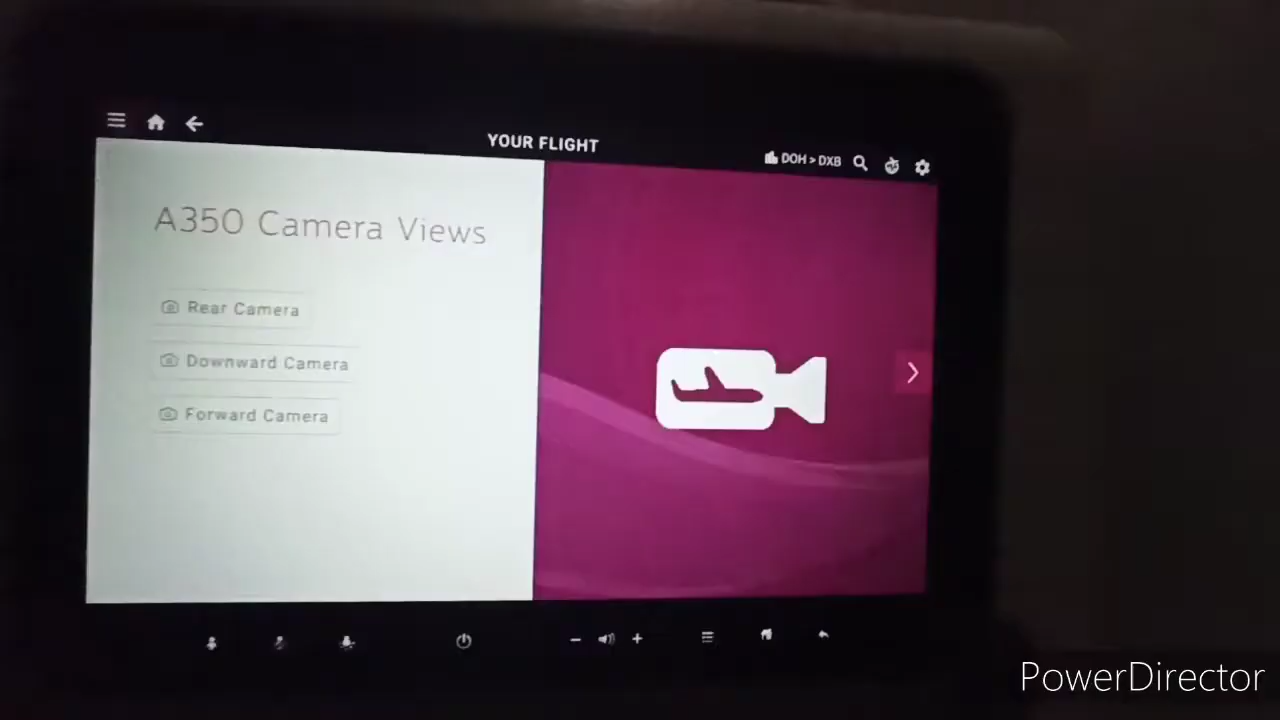 YOUR FLIGHT
DOH > DXB
A350 Camera Views
Rear Camera
Downward Camera
Forward Camera
PowerDirector